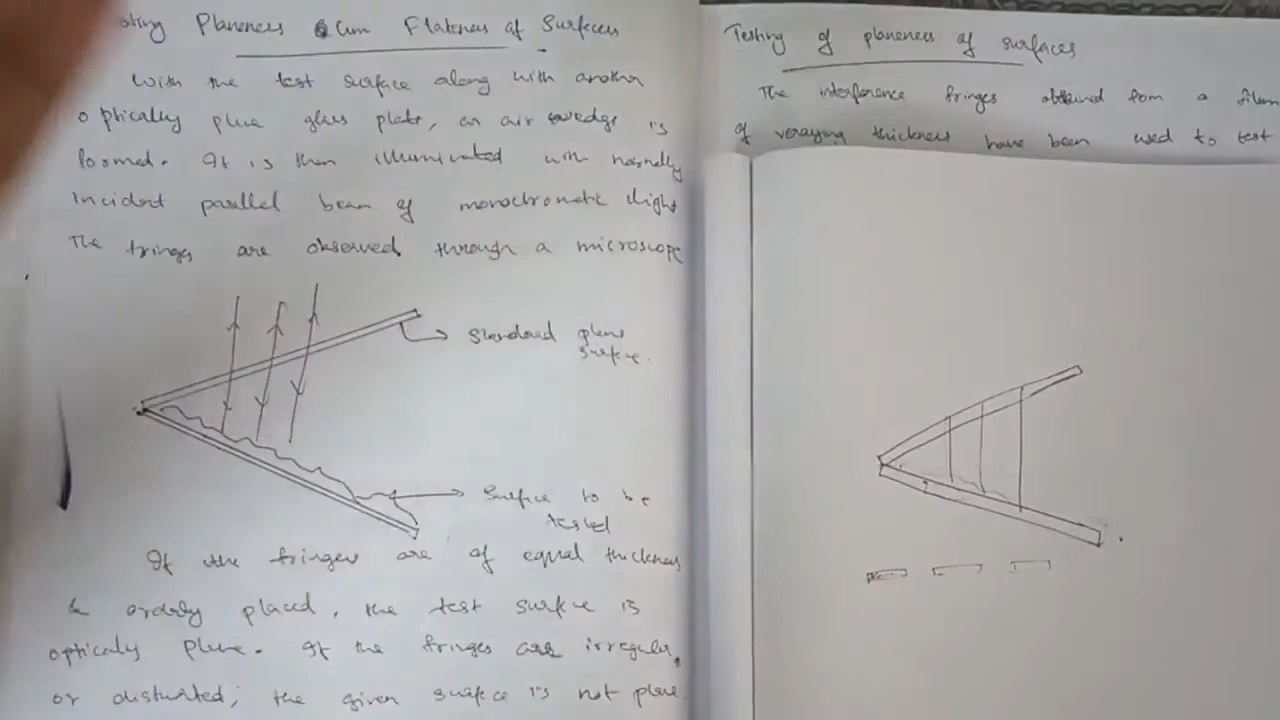 Planeness Cum Flateness of Surfaces
with the test surface along with another
optically plane glass plate, an air wedge is
formed. It is then illuminated with normally
incident parallel beam of monochromatic light
The fringes are observed through a microscope
Standard plane
surface.
Surface to be
tested
If the fringes are of equal thickness
& orderly placed, the test surface is
optically plane. If the fringes are irregular,
or disturted, the given surface is not plane
Testing of planeness of surfaces
The interference fringes obtained from a film
of veraying thickness have been used to test